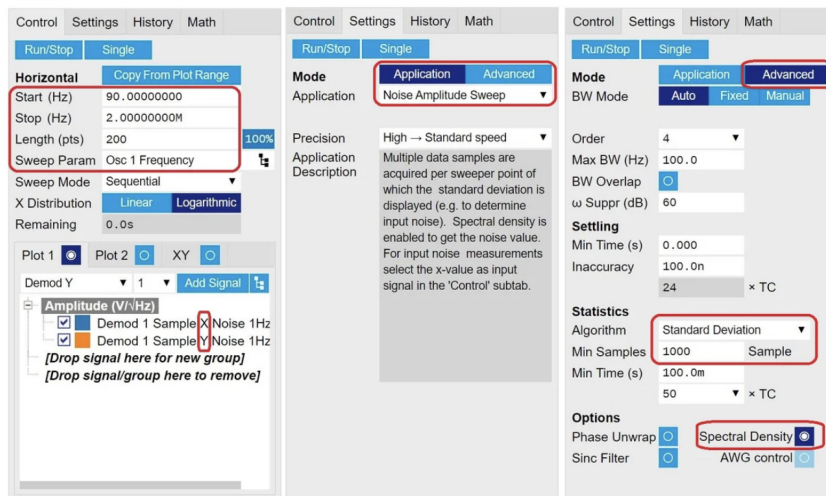 Control Settings History Math
Run/Stop Single
Horizontal Copy From Plot Range
Start (Hz) 90.00000000
Stop (Hz) 2.00000000M
Length (pts) 200 100%
Sweep Param Osc 1 Frequency
Sweep Mode Sequential
X Distribution Linear Logarithmic
Remaining 0.0s
Plot 1 Plot 2 XY
Demod Y 1 Add Signal
Amplitude (V/√Hz)
Demod 1 Sample X Noise 1Hz
Demod 1 Sample Y Noise 1Hz
[Drop signal here for new group]
[Drop signal/group here to remove]
Control Settings History Math
Run/Stop Single
Mode Application Advanced
Application Noise Amplitude Sweep
Precision High → Standard speed
Application Description
Multiple data samples are
acquired per sweeper point of
which the standard deviation is
displayed (e.g. to determine
input noise). Spectral density is
enabled to get the noise value.
For input noise measurements
select the x-value as input
signal in the 'Control' subtab.
Control Settings History Math
Run/Stop Single
Mode Application Advanced
BW Mode Auto Fixed Manual
Order 4
Max BW (Hz) 100.0
BW Overlap
ω Suppr (dB) 60
Settling
Min Time (s) 0.000
Inaccuracy 100.0n
24 × TC
Statistics
Algorithm Standard Deviation
Min Samples 1000 Sample
Min Time (s) 100.0m
50 × TC
Options
Phase Unwrap Spectral Density
Sinc Filter AWG control